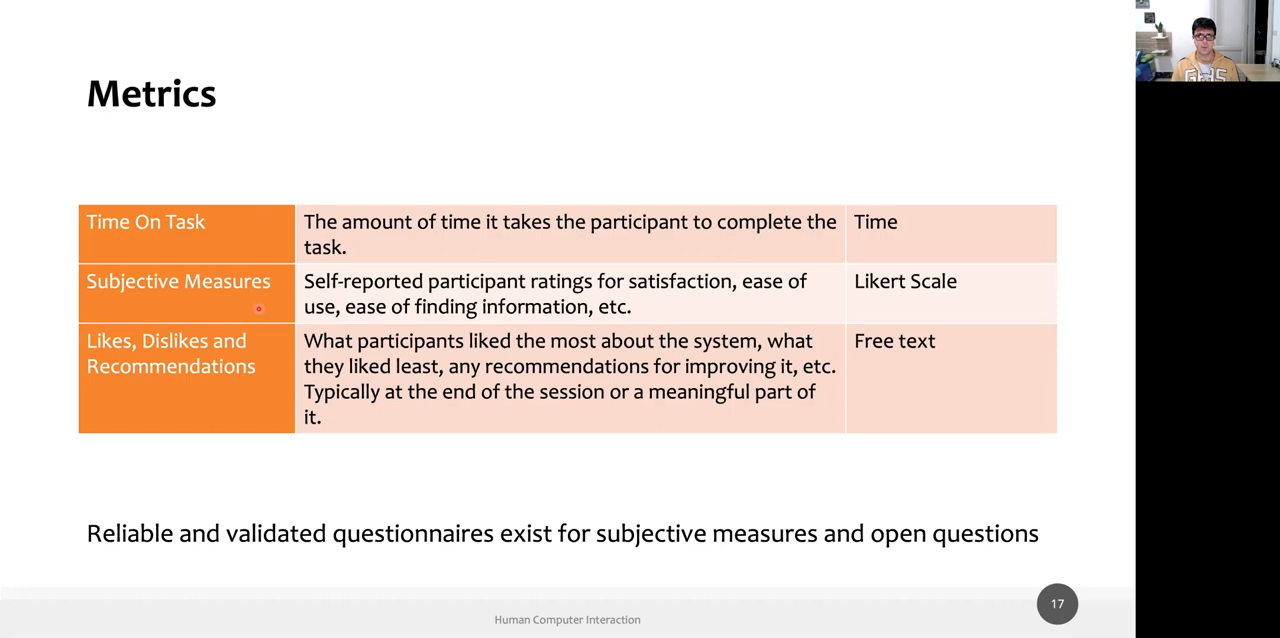 Metrics
Time On Task
The amount of time it takes the participant to complete the
task.
Time
Subjective Measures
Self-reported participant ratings for satisfaction, ease of
use, ease of finding information, etc.
Likert Scale
Likes, Dislikes and
Recommendations
What participants liked the most about the system, what
they liked least, any recommendations for improving it, etc.
Typically at the end of the session or a meaningful part of
it.
Free text
Reliable and validated questionnaires exist for subjective measures and open questions
Human Computer Interaction
17